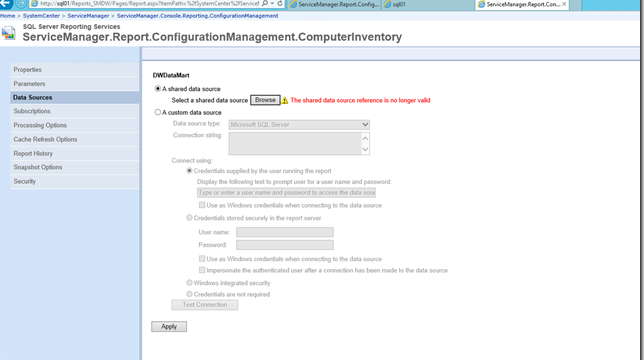 http://sql01/Reports_SMDW/Pages/Report.aspx?ItemPath=%2fSystemCenter%2fServicef
ServiceManager.Report.Config...
sql01
ServiceManager.Report.Con...
Home > SystemCenter > ServiceManager > ServiceManager.Console.Reporting.ConfigurationManagement
SQL Server Reporting Services
ServiceManager.Report.ConfigurationManagement.ComputerInventory
Properties
Parameters
Data Sources
Subscriptions
Processing Options
Cache Refresh Options
Report History
Snapshot Options
Security
DWDataMart
A shared data source
Select a shared data source Browse The shared data source reference is no longer valid
A custom data source
Data source type: Microsoft SQL Server
Connection string:
Connect using:
Credentials supplied by the user running the report
Display the following text to prompt user for a user name and password:
Type or enter a user name and password to access the data sou
Use as Windows credentials when connecting to the data source
Credentials stored securely in the report server
User name:
Password:
Use as Windows credentials when connecting to the data source
Impersonate the authenticated user after a connection has been made to the data source
Windows integrated security
Credentials are not required
Test Connection
Apply